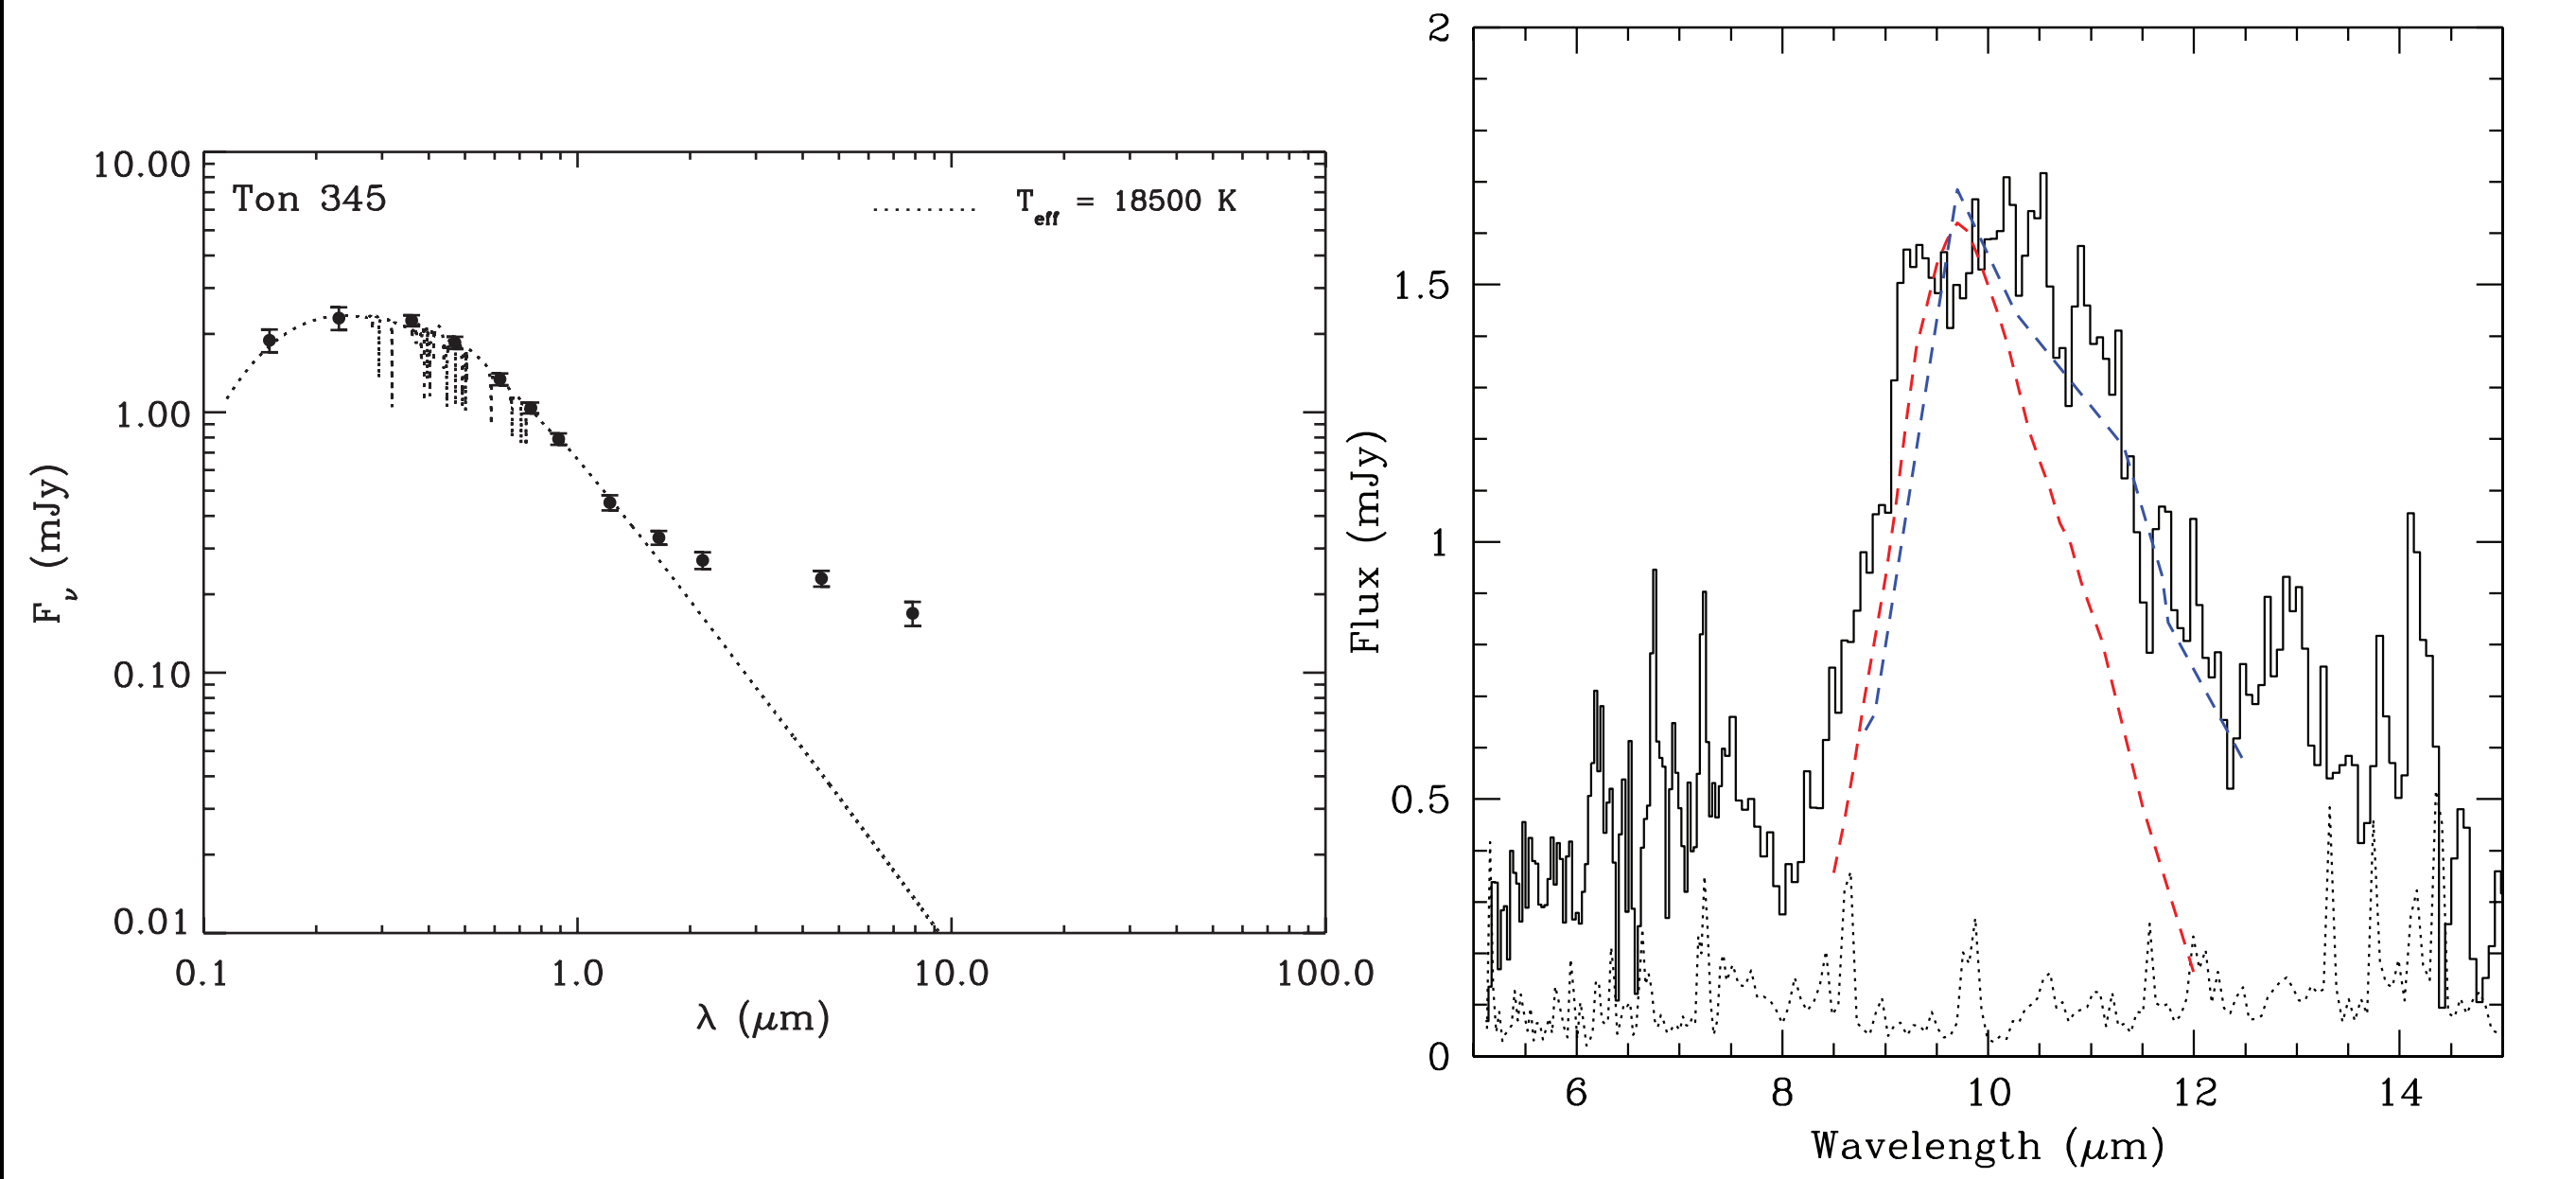 Ton 345
T_eff = 18500 K
F_ν (mJy)
10.00
1.00
0.10
0.01
0.1 1.0 10.0 100.0
λ (μm)
Flux (mJy)
2
1.5
1
0.5
0
6 8 10 12 14
Wavelength (μm)